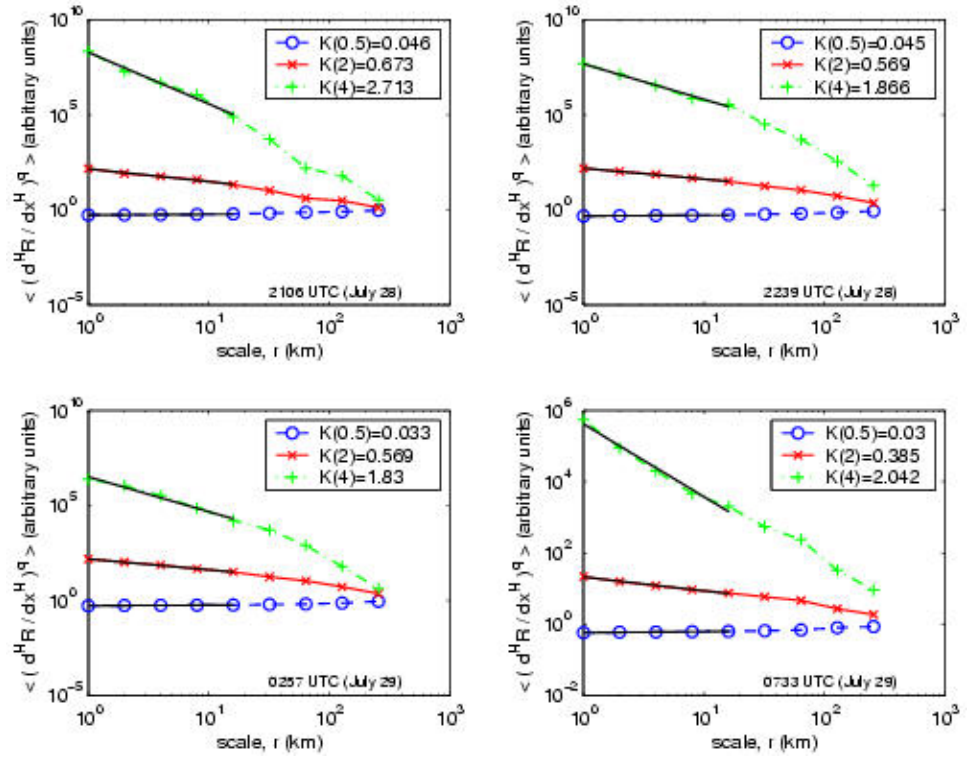 K(0.5)=0.046
K(2)=0.673
K(4)=2.713
10^10
10^5
10^0
10^-5
< ( d^H R / dx^H )^q > (arbitrary units)
2106 UTC (July 28)
10^0 10^1 10^2 10^3
scale, r (km)
K(0.5)=0.045
K(2)=0.569
K(4)=1.866
10^10
10^5
10^0
10^-5
< ( d^H R / dx^H )^q > (arbitrary units)
2239 UTC (July 28)
10^0 10^1 10^2 10^3
scale, r (km)
K(0.5)=0.033
K(2)=0.569
K(4)=1.83
10^10
10^5
10^0
10^-5
< ( d^H R / dx^H )^q > (arbitrary units)
0257 UTC (July 29)
10^0 10^1 10^2 10^3
scale, r (km)
K(0.5)=0.03
K(2)=0.385
K(4)=2.042
10^6
10^4
10^2
10^0
10^-2
< ( d^H R / dx^H )^q > (arbitrary units)
0733 UTC (July 29)
10^0 10^1 10^2 10^3
scale, r (km)